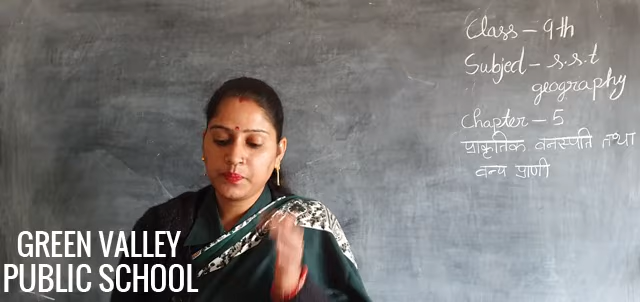 Class - 9th
Subject - s.s.t
geography
Chapter - 5
प्राकृतिक वनस्पति तथा
वन्य प्राणी
GREEN VALLEY
PUBLIC SCHOOL